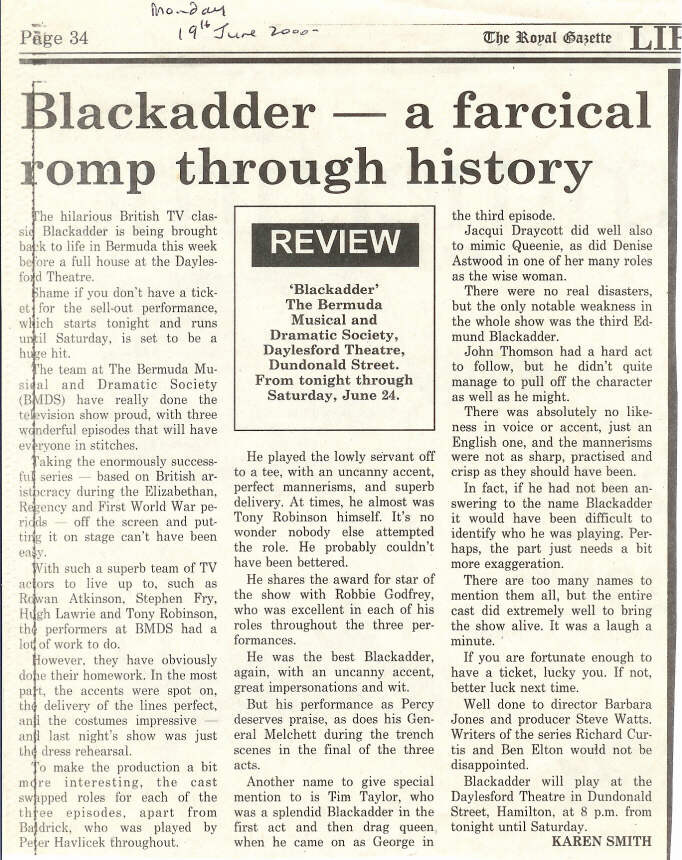 Monday
19th June 2000-
Page 34
The Royal Gazette
Blackadder — a farcical
romp through history
The hilarious British TV clas-
sic Blackadder is being brought
back to life in Bermuda this week
before a full house at the Dayles-
ford Theatre.
Shame if you don't have a tick-
et for the sell-out performance,
which starts tonight and runs
until Saturday, is set to be a
huge hit.
The team at The Bermuda Mu-
sical and Dramatic Society
(BMDS) have really done the
television show proud, with three
wonderful episodes that will have
everyone in stitches.
Taking the enormously success-
ful series — based on British ar-
istocracy during the Elizabethan,
Regency and First World War pe-
riods — off the screen and put-
ting it on stage can't have been
easy.
With such a superb team of TV
actors to live up to, such as
Rowan Atkinson, Stephen Fry,
Hugh Lawrie and Tony Robinson,
the performers at BMDS had a
lot of work to do.
However, they have obviously
done their homework. In the most
part, the accents were spot on,
the delivery of the lines perfect,
and the costumes impressive —
and last night's show was just
the dress rehearsal.
To make the production a bit
more interesting, the cast
swapped roles for each of the
three episodes, apart from
Baldrick, who was played by
Peter Havlicek throughout.
REVIEW
'Blackadder'
The Bermuda
Musical and
Dramatic Society,
Daylesford Theatre,
Dundonald Street.
From tonight through
Saturday, June 24.
He played the lowly servant off
to a tee, with an uncanny accent,
perfect mannerisms, and superb
delivery. At times, he almost was
Tony Robinson himself. It's no
wonder nobody else attempted
the role. He probably couldn't
have been bettered.
He shares the award for star of
the show with Robbie Godfrey,
who was excellent in each of his
roles throughout the three per-
formances.
He was the best Blackadder,
again, with an uncanny accent,
great impersonations and wit.
But his performance as Percy
deserves praise, as does his Gen-
eral Melchett during the trench
scenes in the final of the three
acts.
Another name to give special
mention to is Tim Taylor, who
was a splendid Blackadder in the
first act and then drag queen
when he came on as George in
the third episode.
Jacqui Draycott did well also
to mimic Queenie, as did Denise
Astwood in one of her many roles
as the wise woman.
There were no real disasters,
but the only notable weakness in
the whole show was the third Ed-
mund Blackadder.
John Thomson had a hard act
to follow, but he didn't quite
manage to pull off the character
as well as he might.
There was absolutely no like-
ness in voice or accent, just an
English one, and the mannerisms
were not as sharp, practised and
crisp as they should have been.
In fact, if he had not been an-
swering to the name Blackadder
it would have been difficult to
identify who he was playing. Per-
haps, the part just needs a bit
more exaggeration.
There are too many names to
mention them all, but the entire
cast did extremely well to bring
the show alive. It was a laugh a
minute.
If you are fortunate enough to
have a ticket, lucky you. If not,
better luck next time.
Well done to director Barbara
Jones and producer Steve Watts.
Writers of the series Richard Cur-
tis and Ben Elton would not be
disappointed.
Blackadder will play at the
Daylesford Theatre in Dundonald
Street, Hamilton, at 8 p.m. from
tonight until Saturday.
KAREN SMITH